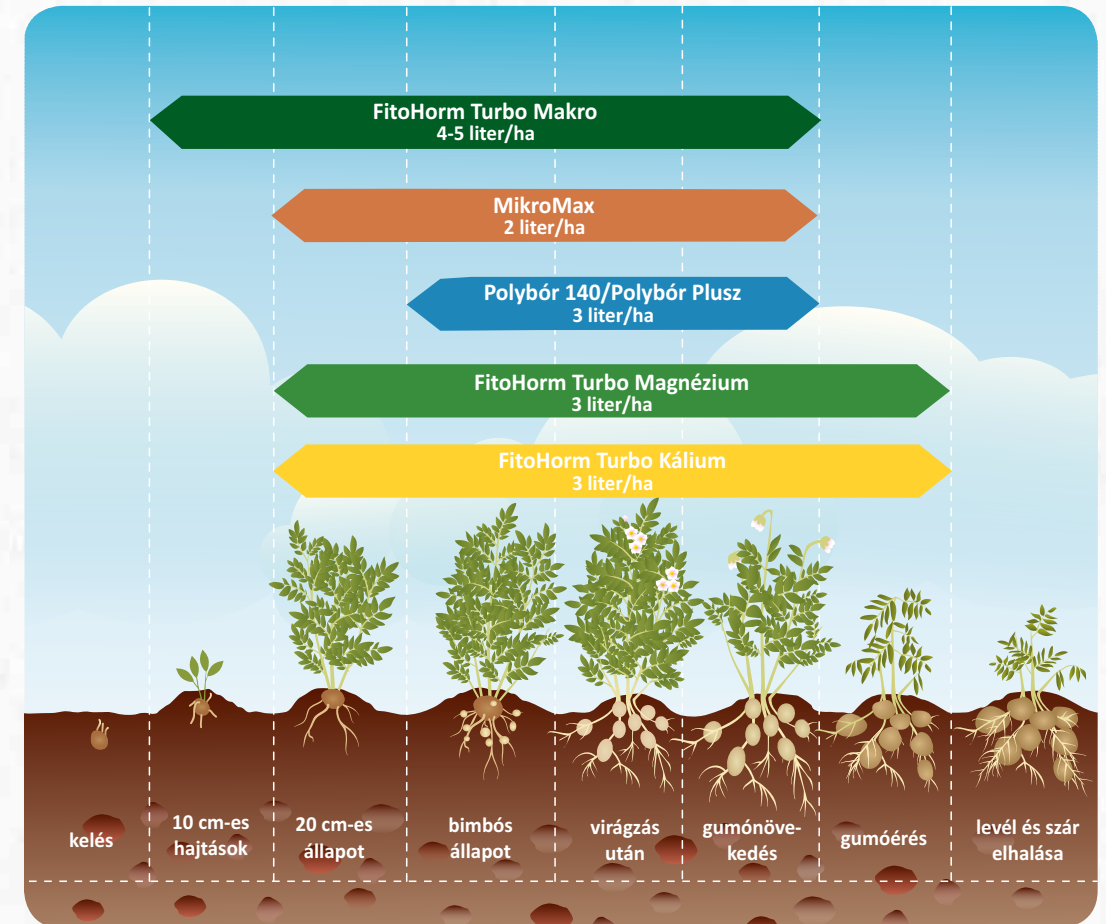 FitoHorm Turbo Makro
4-5 liter/ha
MikroMax
2 liter/ha
Polybór 140/Polybór Plusz
3 liter/ha
FitoHorm Turbo Magnézium
3 liter/ha
FitoHorm Turbo Kálium
3 liter/ha
kelés
10 cm-es
hajtások
20 cm-es
állapot
bimbós
állapot
virágzás
után
gumónöve-
kedés
gumóérés
levél és szár
elhalása